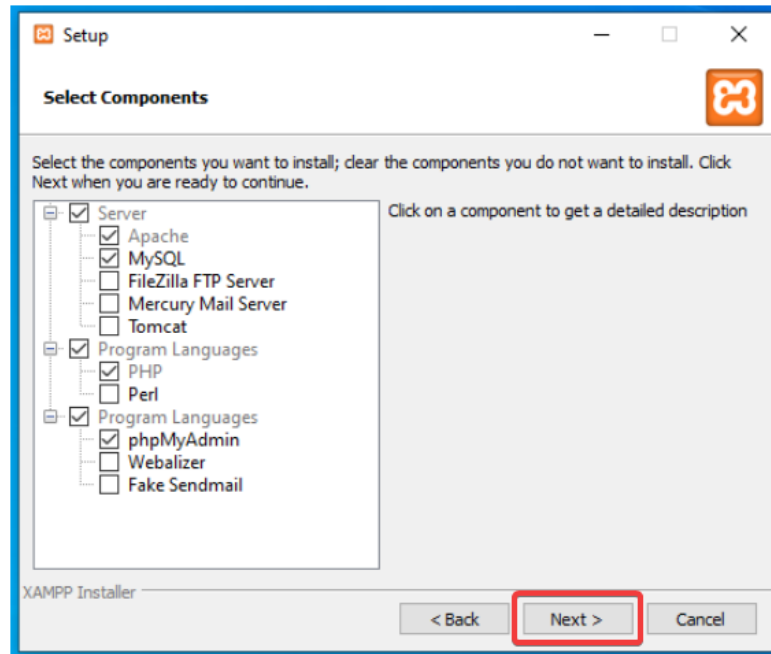 Setup
Select Components
Select the components you want to install; clear the components you do not want to install. Click
Next when you are ready to continue.
Server
Apache
MySQL
FileZilla FTP Server
Mercury Mail Server
Tomcat
Program Languages
PHP
Perl
Program Languages
phpMyAdmin
Webalizer
Fake Sendmail
Click on a component to get a detailed description
XAMPP Installer
< Back Next > Cancel